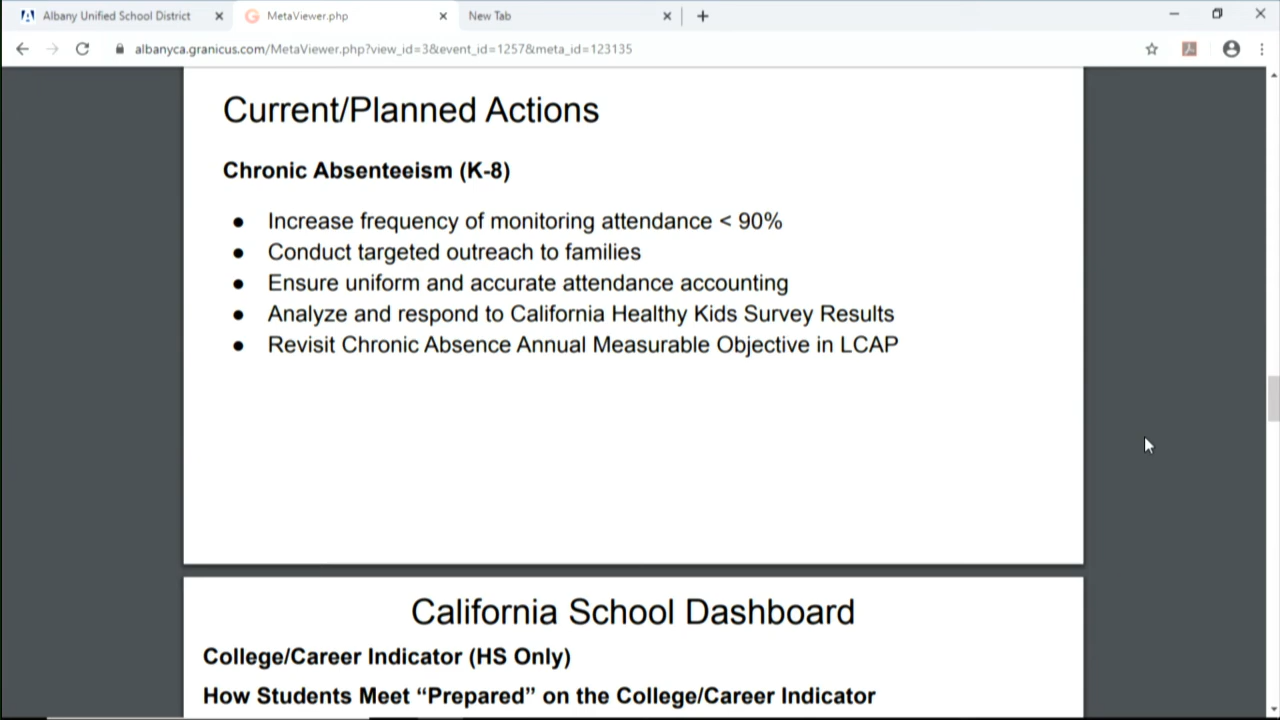 Albany Unified School District
MetaViewer.php
New Tab
albanyca.granicus.com/MetaViewer.php?view_id=3&event_id=1257&meta_id=123135
Current/Planned Actions
Chronic Absenteeism (K-8)
● Increase frequency of monitoring attendance < 90%
● Conduct targeted outreach to families
● Ensure uniform and accurate attendance accounting
● Analyze and respond to California Healthy Kids Survey Results
● Revisit Chronic Absence Annual Measurable Objective in LCAP
California School Dashboard
College/Career Indicator (HS Only)
How Students Meet “Prepared” on the College/Career Indicator